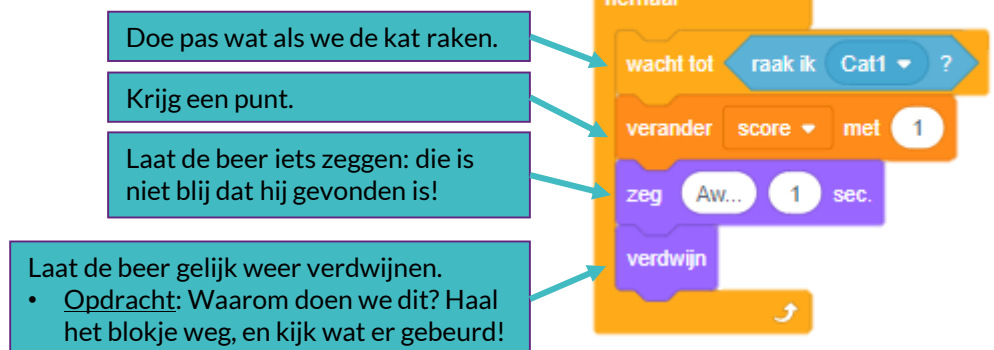 herhaal
Doe pas wat als we de kat raken.
wacht tot raak ik Cat1 ?
Krijg een punt.
verander score met 1
Laat de beer iets zeggen: die is
niet blij dat hij gevonden is!
zeg Aw... 1 sec.
verdwijn
Laat de beer gelijk weer verdwijnen.
• Opdracht: Waarom doen we dit? Haal
het blokje weg, en kijk wat er gebeurd!